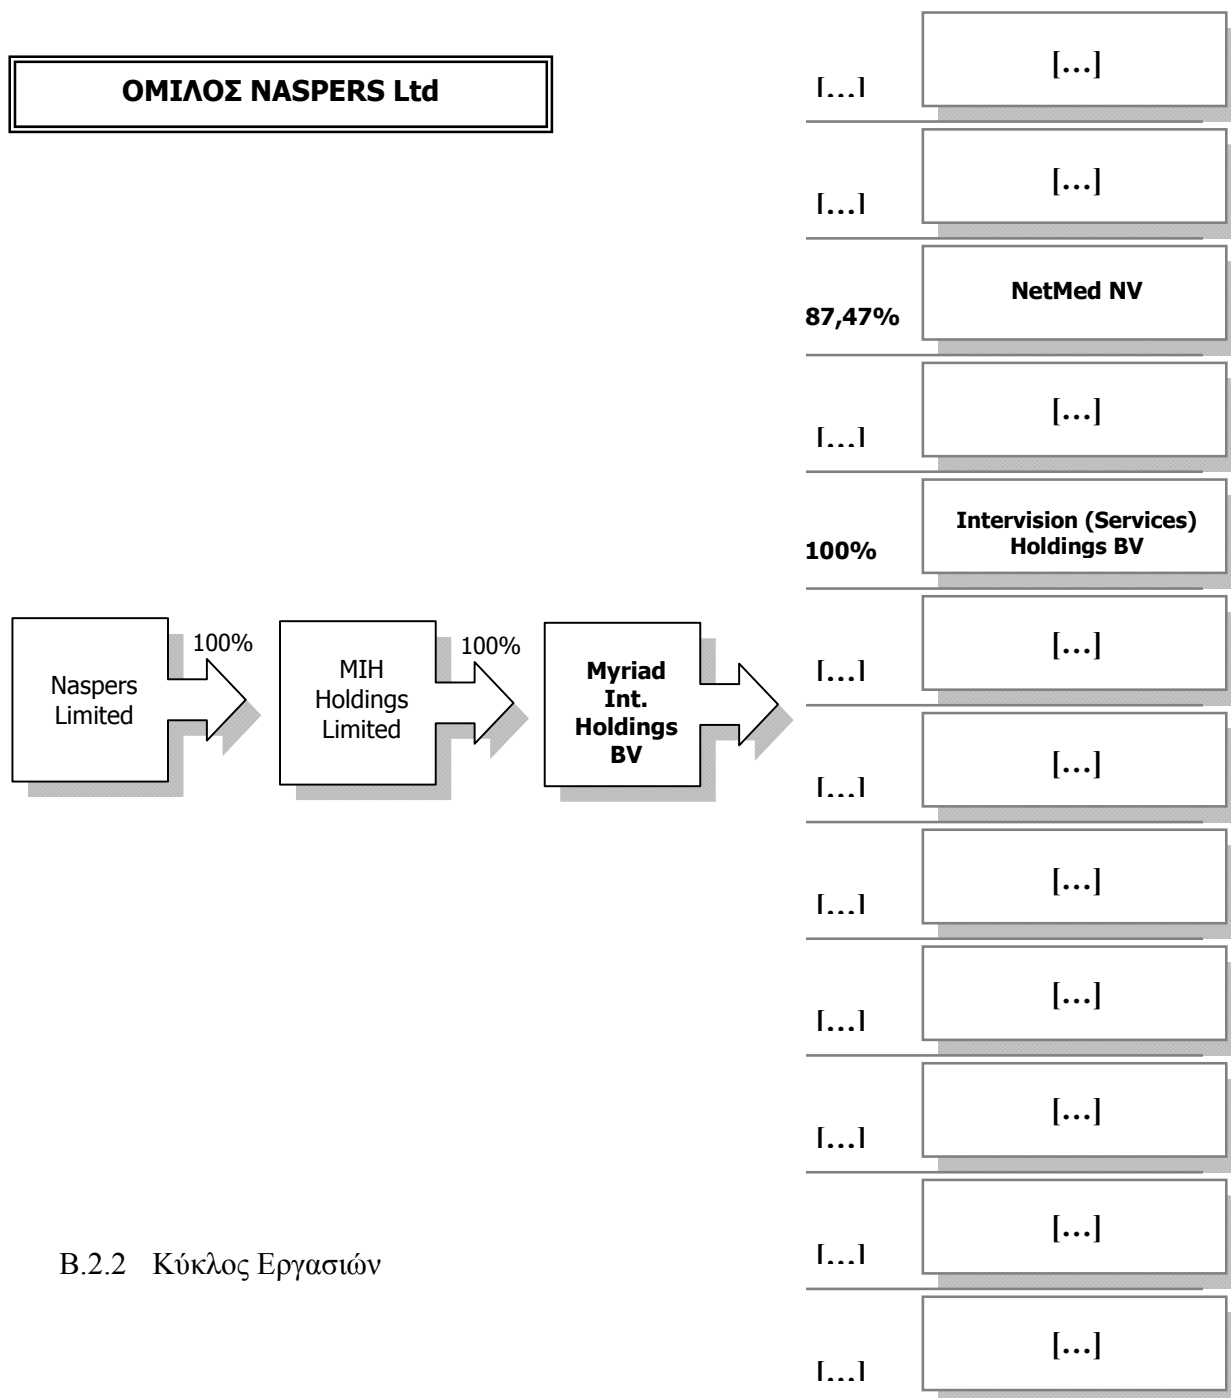 ΟΜΙΛΟΣ NASPERS Ltd
[…]
[…]
[…]
[…]
87,47%
NetMed NV
[…]
[…]
100%
Intervision (Services)
Holdings BV
Naspers
Limited
100%
MIH
Holdings
Limited
100%
Myriad
Int.
Holdings
BV
[…]
[…]
[…]
[…]
[…]
[…]
[…]
[…]
[…]
[…]
[…]
[…]
[…]
[…]
Β.2.2 Κύκλος Εργασιών